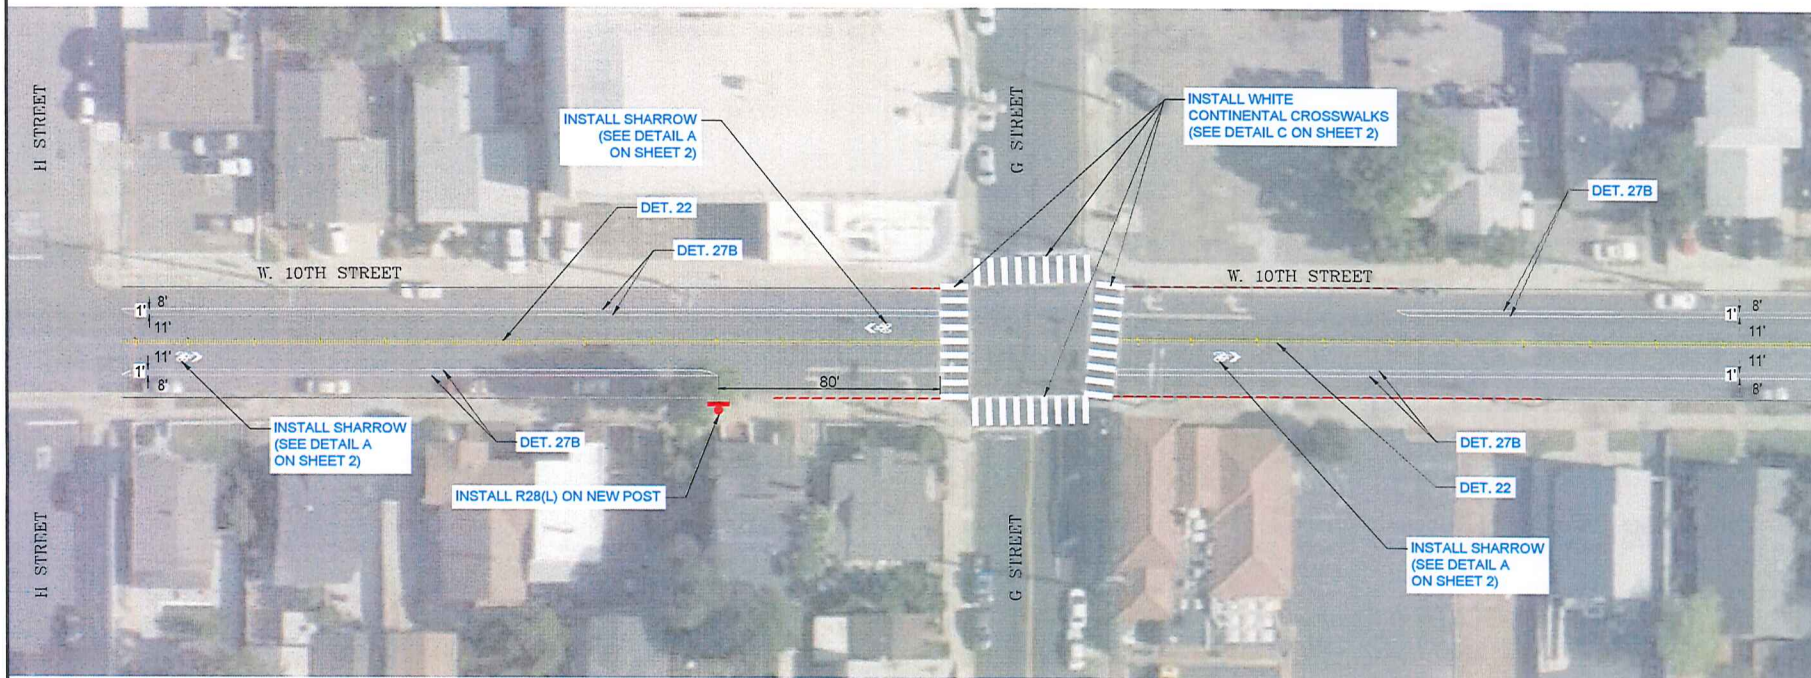 H STREET
G STREET
INSTALL SHARROW
(SEE DETAIL A
ON SHEET 2)
INSTALL WHITE
CONTINENTAL CROSSWALKS
(SEE DETAIL C ON SHEET 2)
DET. 22
DET. 27B
DET. 27B
W. 10TH STREET
W. 10TH STREET
8'
1'
11'
11'
1'
8'
8'
1'
11'
11'
1'
8'
80'
INSTALL SHARROW
(SEE DETAIL A
ON SHEET 2)
DET. 27B
INSTALL R28(L) ON NEW POST
DET. 27B
DET. 22
INSTALL SHARROW
(SEE DETAIL A
ON SHEET 2)
H STREET
G STREET